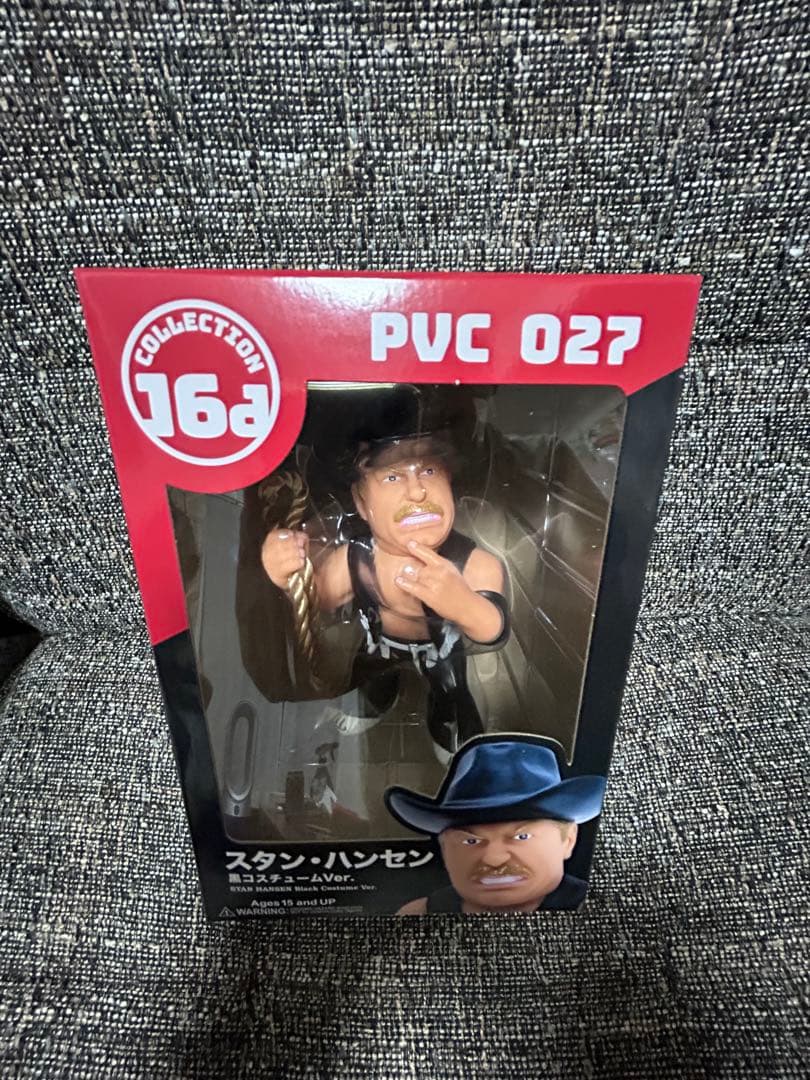 COLLECTION
16d
PVC 027
スタン・ハンセン
黒コスチュームVer.
STAN HANSEN Black Costume Ver.
Ages 15 and UP
WARNING: